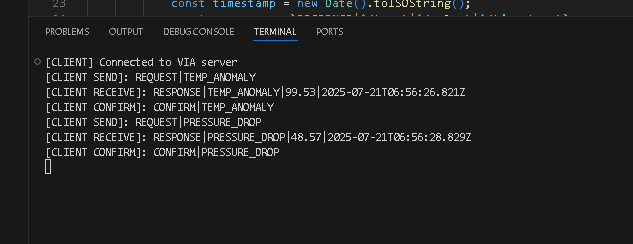 23 const timestamp = new Date().toISOString();
PROBLEMS OUTPUT DEBUG CONSOLE TERMINAL PORTS
[CLIENT] Connected to VIA server
[CLIENT SEND]: REQUEST|TEMP_ANOMALY
[CLIENT RECEIVE]: RESPONSE|TEMP_ANOMALY|99.53|2025-07-21T06:56:26.821Z
[CLIENT CONFIRM]: CONFIRM|TEMP_ANOMALY
[CLIENT SEND]: REQUEST|PRESSURE_DROP
[CLIENT RECEIVE]: RESPONSE|PRESSURE_DROP|48.57|2025-07-21T06:56:28.829Z
[CLIENT CONFIRM]: CONFIRM|PRESSURE_DROP